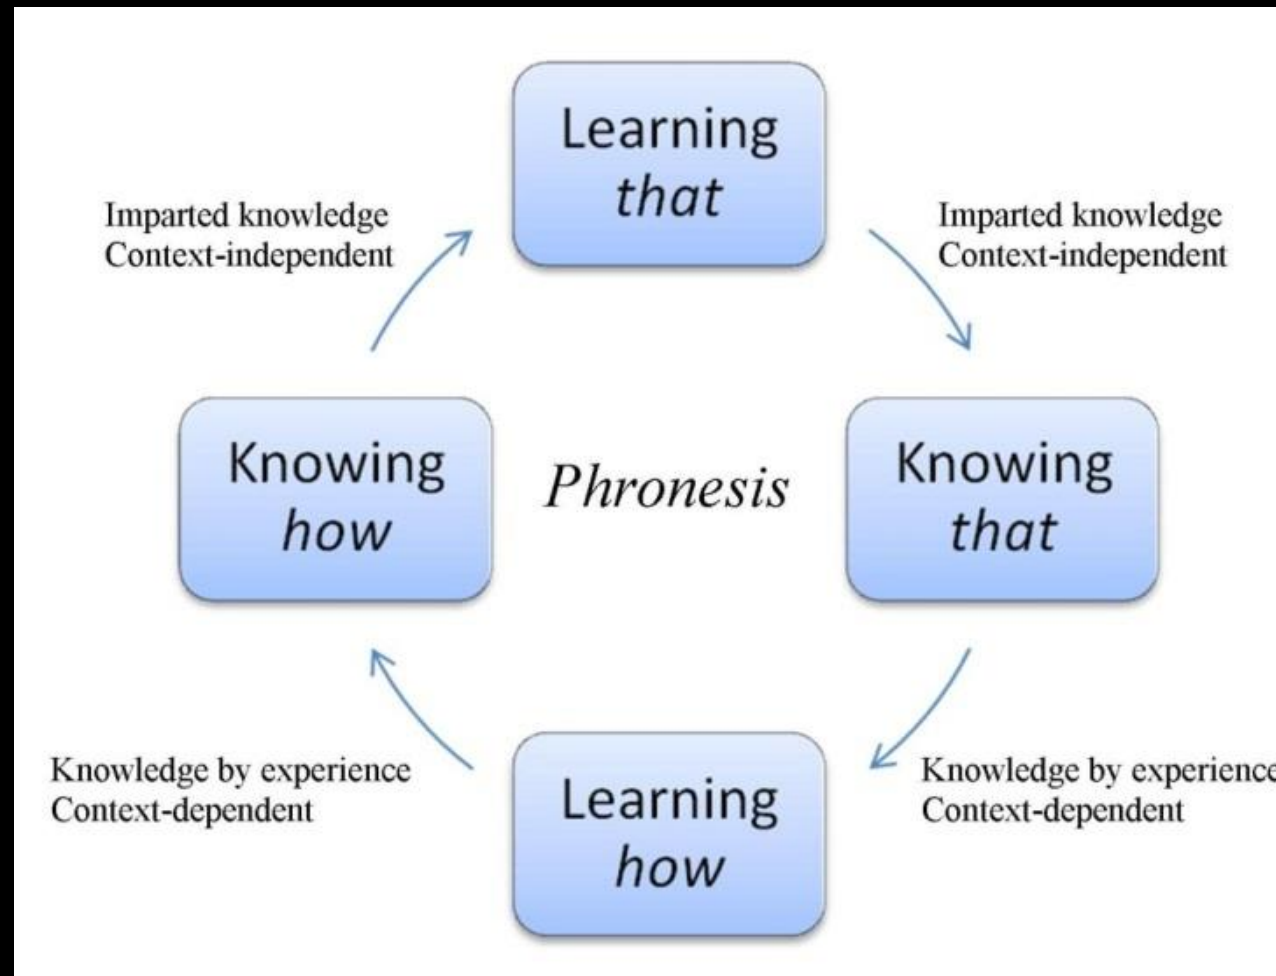 Learning
that
Imparted knowledge
Context-independent
Imparted knowledge
Context-independent
Knowing
how
Phronesis
Knowing
that
Knowledge by experience
Context-dependent
Knowledge by experience
Context-dependent
Learning
how